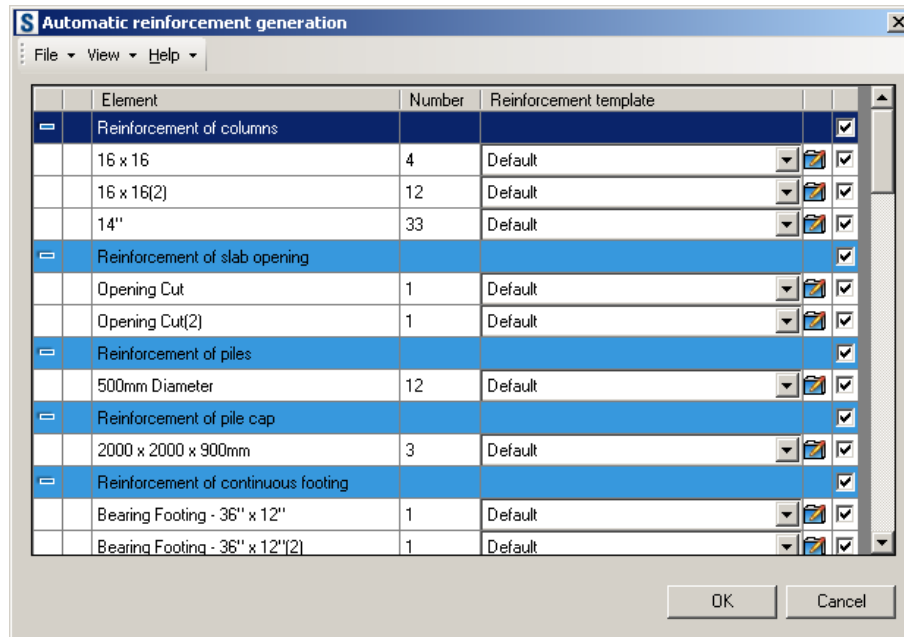 S Automatic reinforcement generation
File View Help
Element Number Reinforcement template
Reinforcement of columns
16 x 16 4 Default
16 x 16(2) 12 Default
14" 33 Default
Reinforcement of slab opening
Opening Cut 1 Default
Opening Cut(2) 1 Default
Reinforcement of piles
500mm Diameter 12 Default
Reinforcement of pile cap
2000 x 2000 x 900mm 3 Default
Reinforcement of continuous footing
Bearing Footing - 36" x 12" 1 Default
Bearing Footing - 36" x 12"(2) 1 Default
OK Cancel